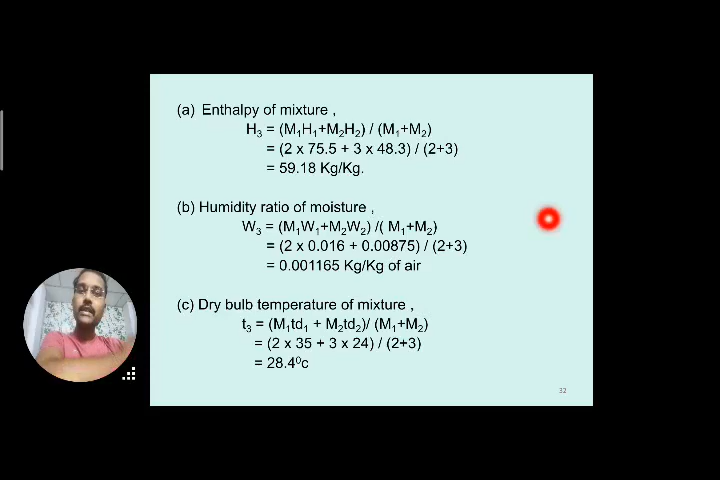 (a) Enthalpy of mixture ,
H₃ = (M₁H₁+M₂H₂) / (M₁+M₂)
= (2 x 75.5 + 3 x 48.3) / (2+3)
= 59.18 Kg/Kg.
(b) Humidity ratio of moisture ,
W₃ = (M₁W₁+M₂W₂) /( M₁+M₂)
= (2 x 0.016 + 0.00875) / (2+3)
= 0.001165 Kg/Kg of air
(c) Dry bulb temperature of mixture ,
t₃ = (M₁td₁ + M₂td₂)/ (M₁+M₂)
= (2 x 35 + 3 x 24) / (2+3)
= 28.4⁰c
32